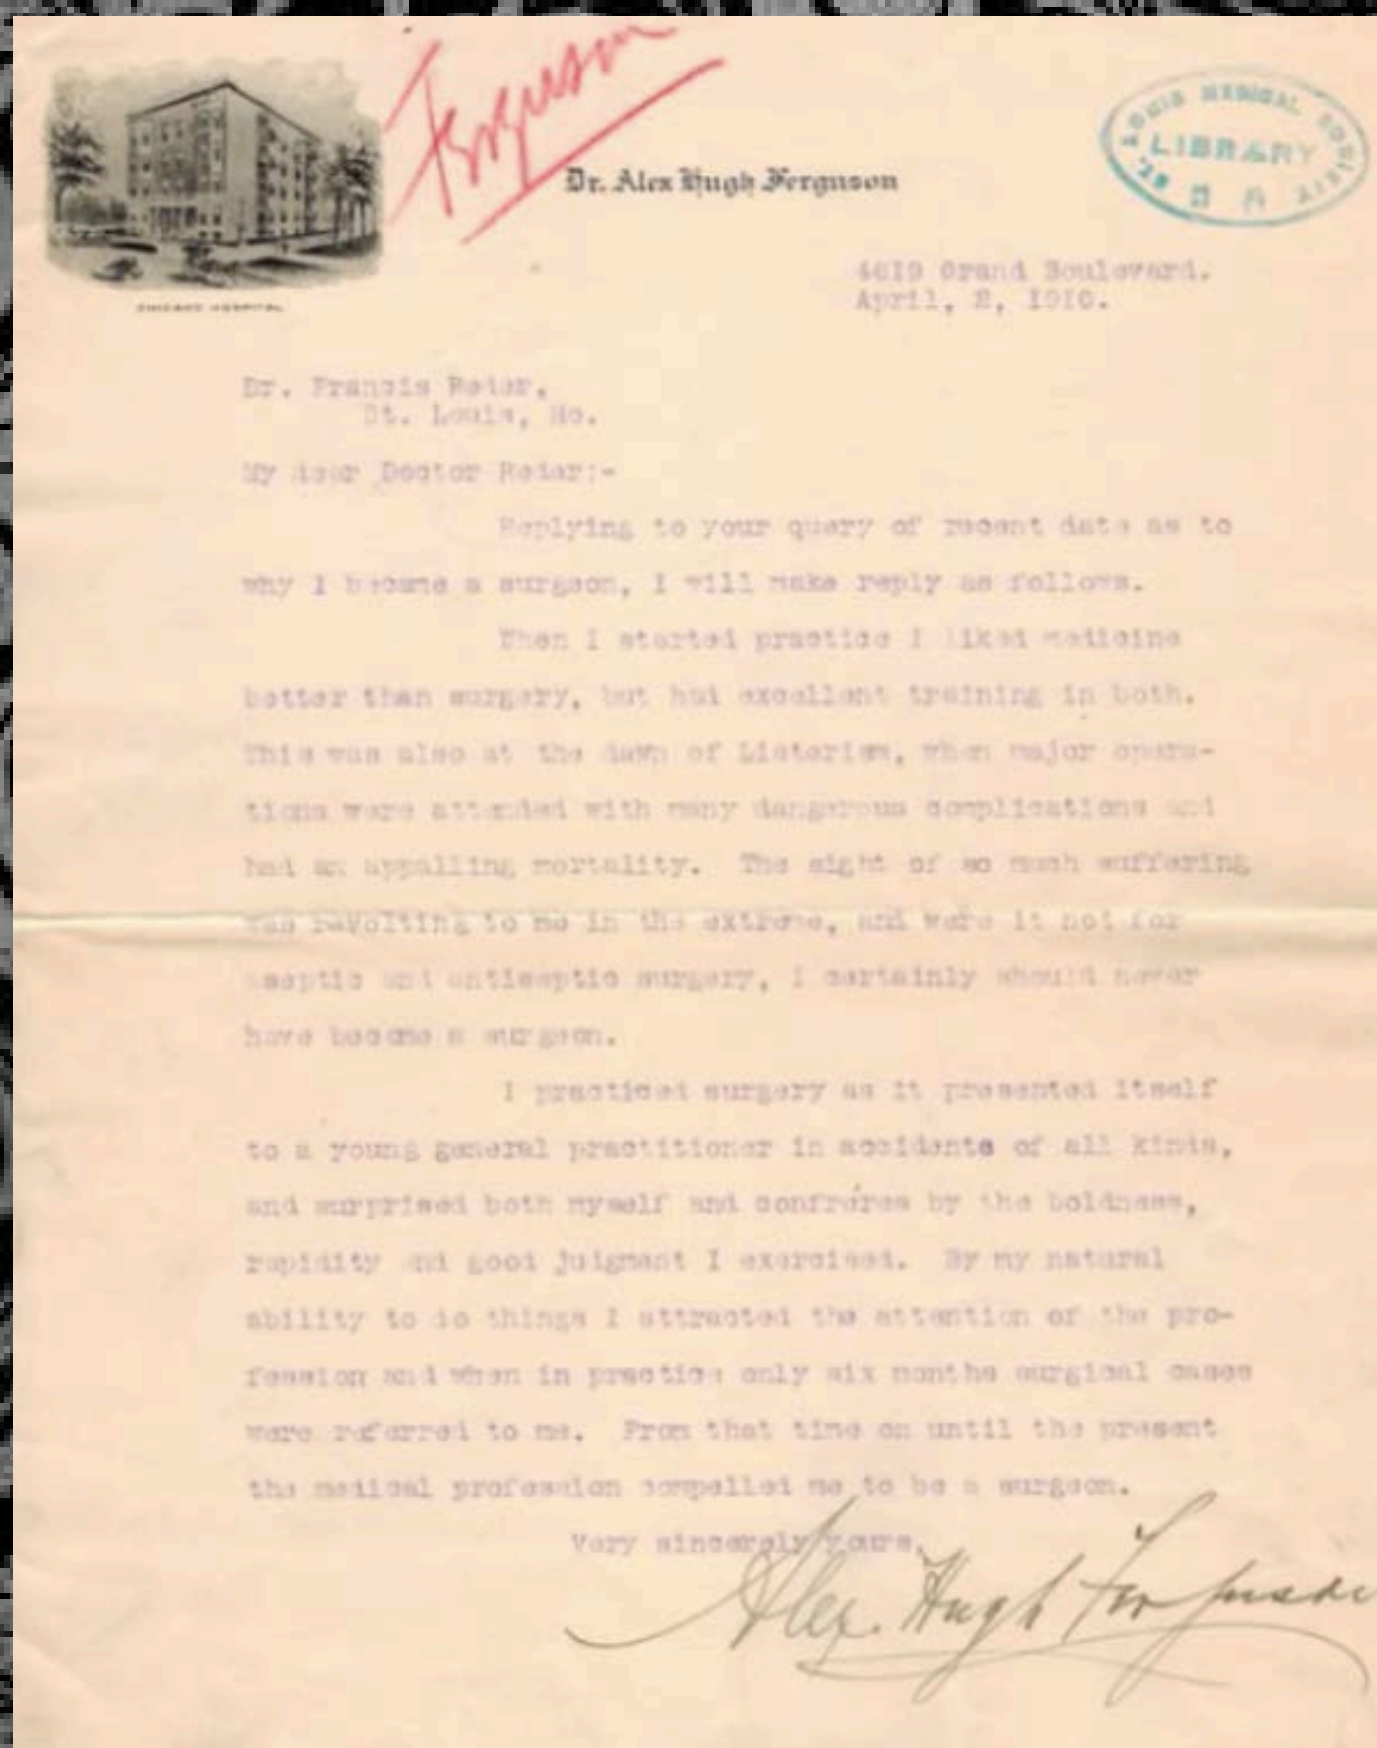 Ferguson
ST. LOUIS MEDICAL SOCIETY
LIBRARY
Dr. Alex Hugh Ferguson
CHICAGO HOSPITAL
4619 Grand Boulevard.
April, 2, 1910.
Dr. Francis Reder,
St. Louis, Mo.
My dear Doctor Reder:-
Replying to your query of recent date as to
why I became a surgeon, I will make reply as follows.
When I started practice I liked medicine
better than surgery, but had excellent training in both.
This was also at the dawn of Listerism, when major opera-
tions were attended with many dangerous complications and
had an appalling mortality. The sight of so much suffering
was revolting to me in the extreme, and were it not for
aseptic and antiseptic surgery, I certainly should never
have become a surgeon.
I practiced surgery as it presented itself
to a young general practitioner in accidents of all kinds,
and surprised both myself and confréres by the boldness,
rapidity and good judgment I exercised. By my natural
ability to do things I attracted the attention of the pro-
fession and when in practice only six months surgical cases
were referred to me. From that time on until the present
the medical profession compelled me to be a surgeon.
Very sincerely yours,
Alex. Hugh Ferguson